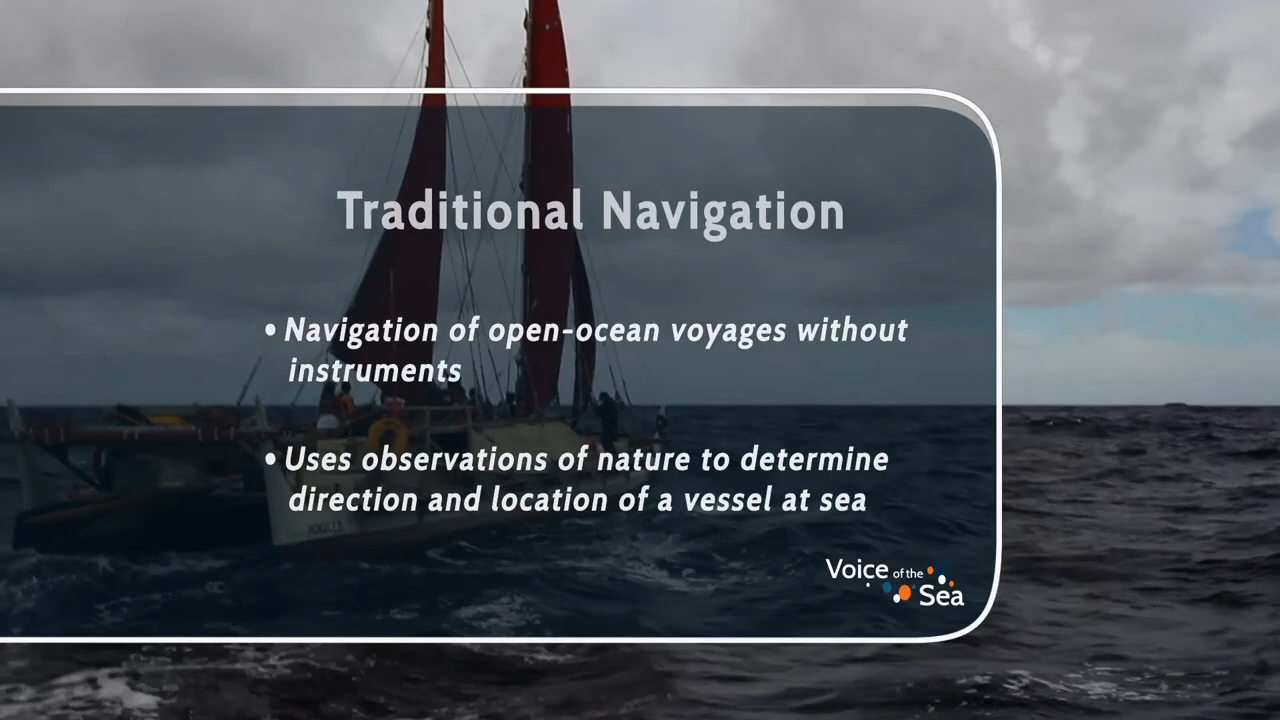 Traditional Navigation
• Navigation of open-ocean voyages without
instruments
• Uses observations of nature to determine
direction and location of a vessel at sea
Voice of the
Sea